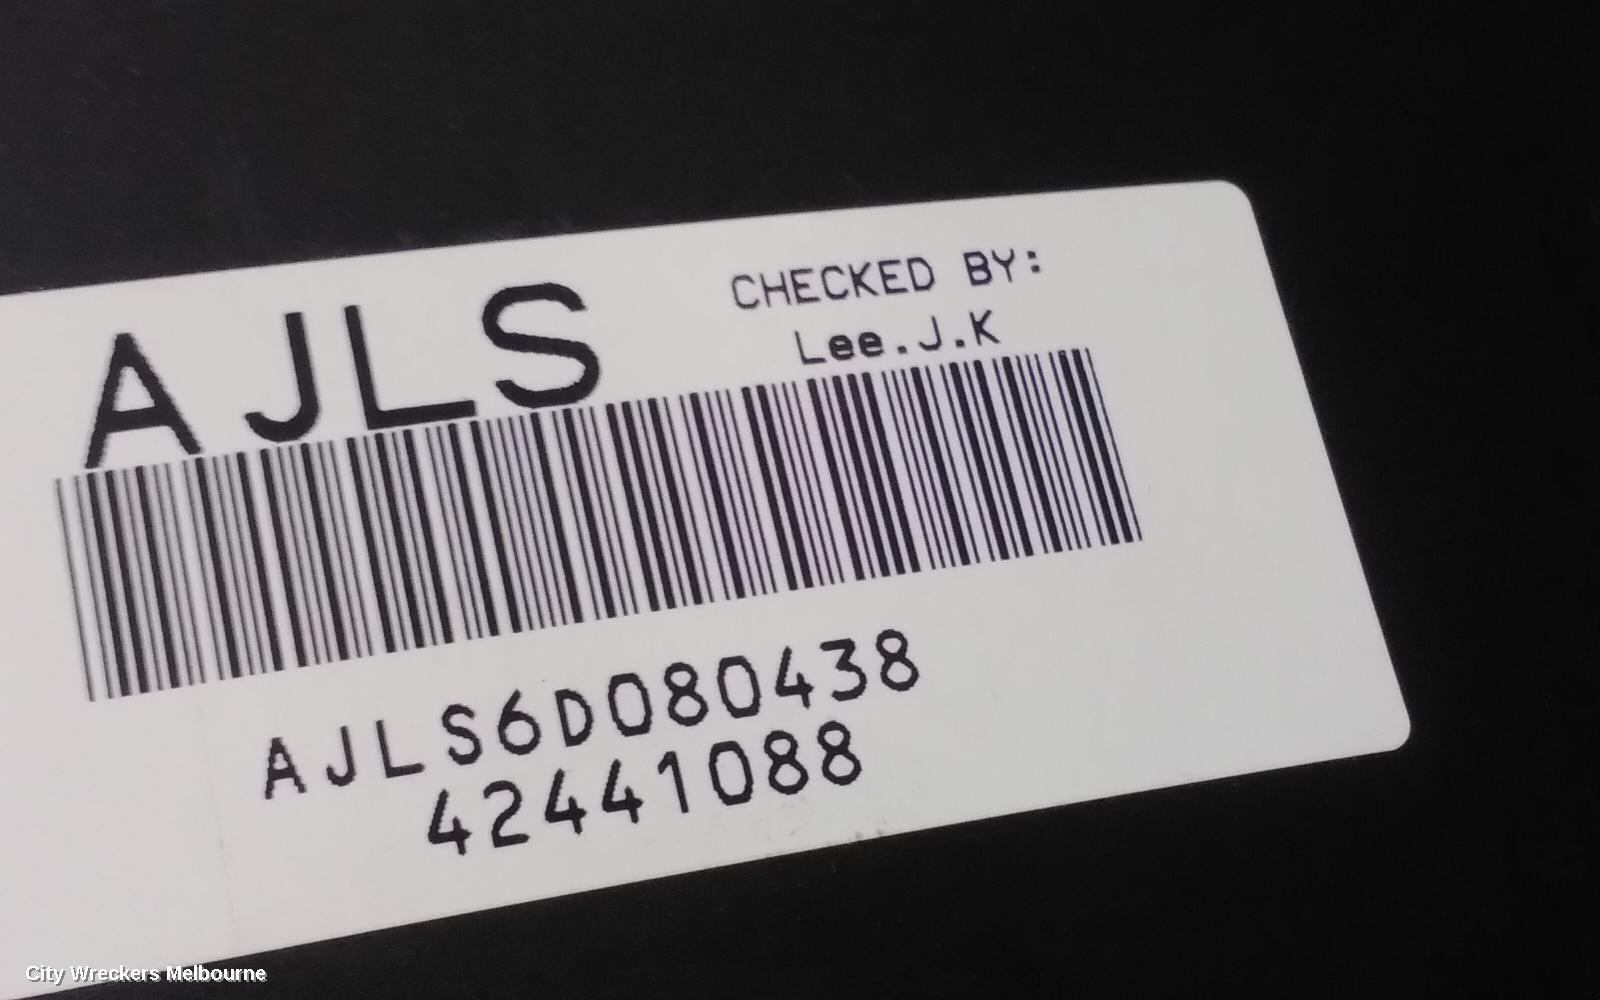 AJLS
CHECKED BY:
Lee.J.K
AJLS6D080438
42441088
City Wreckers Melbourne